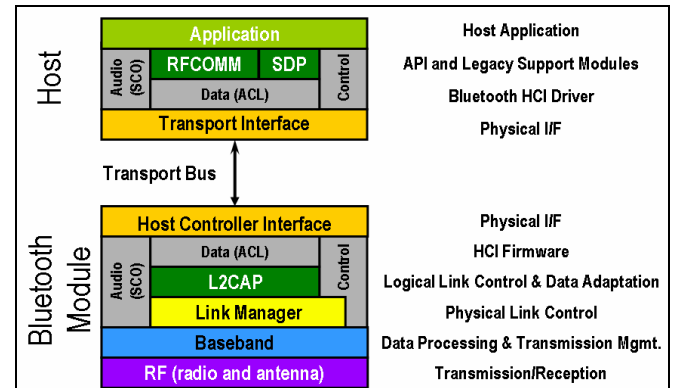 Host
Application
Host Application
Audio (SCO)
RFCOMM
SDP
Control
API and Legacy Support Modules
Data (ACL)
Bluetooth HCI Driver
Transport Interface
Physical I/F
Transport Bus
Bluetooth
Module
Host Controller Interface
Physical I/F
Audio (SCO)
Data (ACL)
Control
HCI Firmware
L2CAP
Logical Link Control & Data Adaptation
Link Manager
Physical Link Control
Baseband
Data Processing & Transmission Mgmt.
RF (radio and antenna)
Transmission/Reception